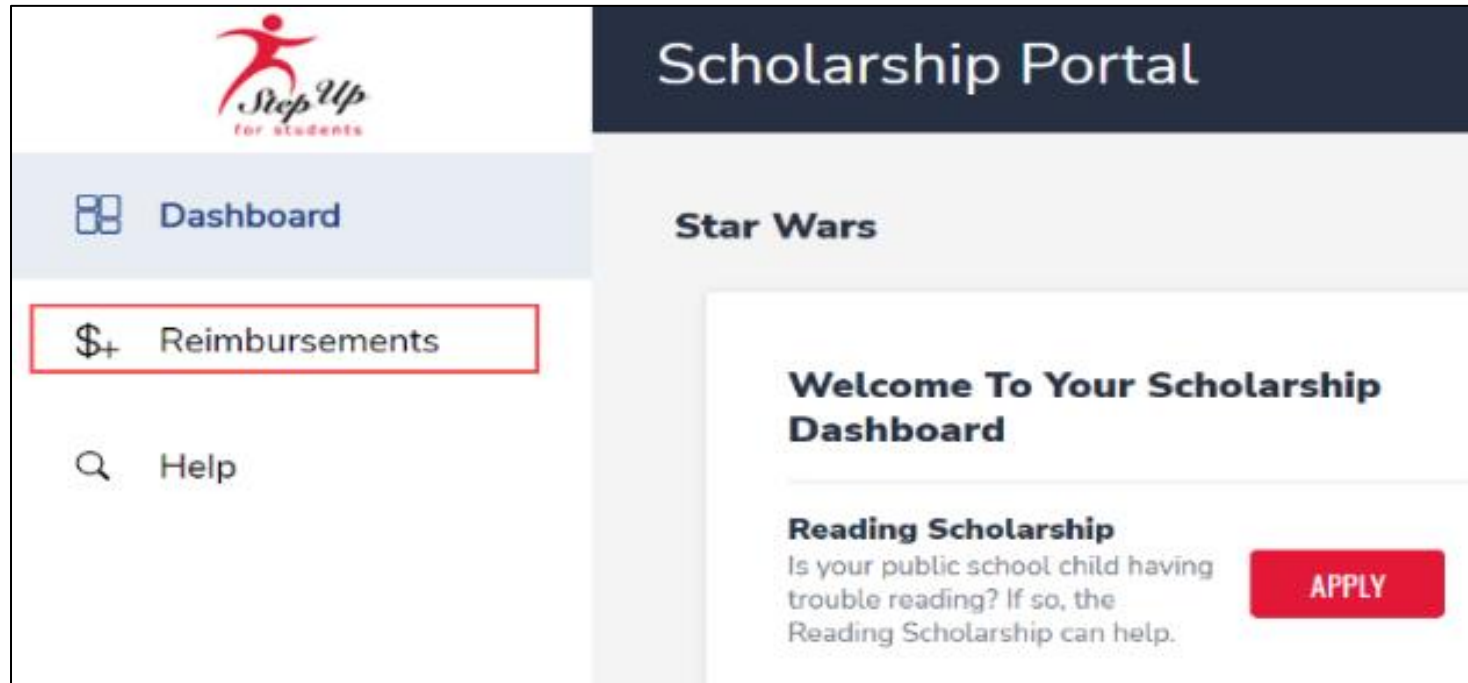 Step Up
for students
Scholarship Portal
Dashboard
Star Wars
$+ Reimbursements
Help
Welcome To Your Scholarship
Dashboard
Reading Scholarship
Is your public school child having
trouble reading? If so, the
Reading Scholarship can help.
APPLY